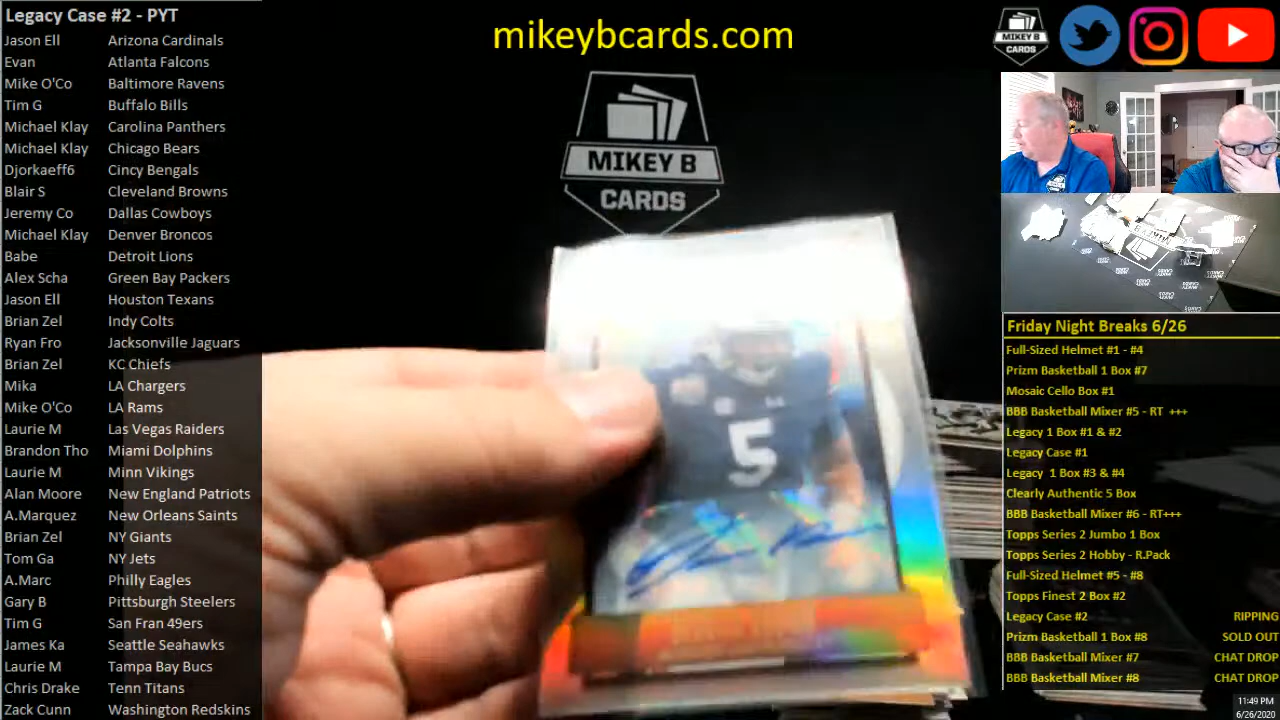 Legacy Case #2 - PYT
Jason Ell Arizona Cardinals
Evan Atlanta Falcons
Mike O'Co Baltimore Ravens
Tim G Buffalo Bills
Michael Klay Carolina Panthers
Michael Klay Chicago Bears
Djorkaeff6 Cincy Bengals
Blair S Cleveland Browns
Jeremy Co Dallas Cowboys
Michael Klay Denver Broncos
Babe Detroit Lions
Alex Scha Green Bay Packers
Jason Ell Houston Texans
Brian Zel Indy Colts
Ryan Fro Jacksonville Jaguars
Brian Zel KC Chiefs
Mika LA Chargers
Mike O'Co LA Rams
Laurie M Las Vegas Raiders
Brandon Tho Miami Dolphins
Laurie M Minn Vikings
Alan Moore New England Patriots
A.Marquez New Orleans Saints
Brian Zel NY Giants
Tom Ga NY Jets
A.Marc Philly Eagles
Gary B Pittsburgh Steelers
Tim G San Fran 49ers
James Ka Seattle Seahawks
Laurie M Tampa Bay Bucs
Chris Drake Tenn Titans
Zack Cunn Washington Redskins
mikeybcards.com
MIKEY B
CARDS
5
MIKEY B
CARDS
Friday Night Breaks 6/26
Full-Sized Helmet #1 - #4
Prizm Basketball 1 Box #7
Mosaic Cello Box #1
BBB Basketball Mixer #5 - RT +++
Legacy 1 Box #1 & #2
Legacy Case #1
Legacy 1 Box #3 & #4
Clearly Authentic 5 Box
BBB Basketball Mixer #6 - RT+++
Topps Series 2 Jumbo 1 Box
Topps Series 2 Hobby - R.Pack
Full-Sized Helmet #5 - #8
Topps Finest 2 Box #2
Legacy Case #2 RIPPING
Prizm Basketball 1 Box #8 SOLD OUT
BBB Basketball Mixer #7 CHAT DROP
BBB Basketball Mixer #8 CHAT DROP
11:49 PM
6/26/2020